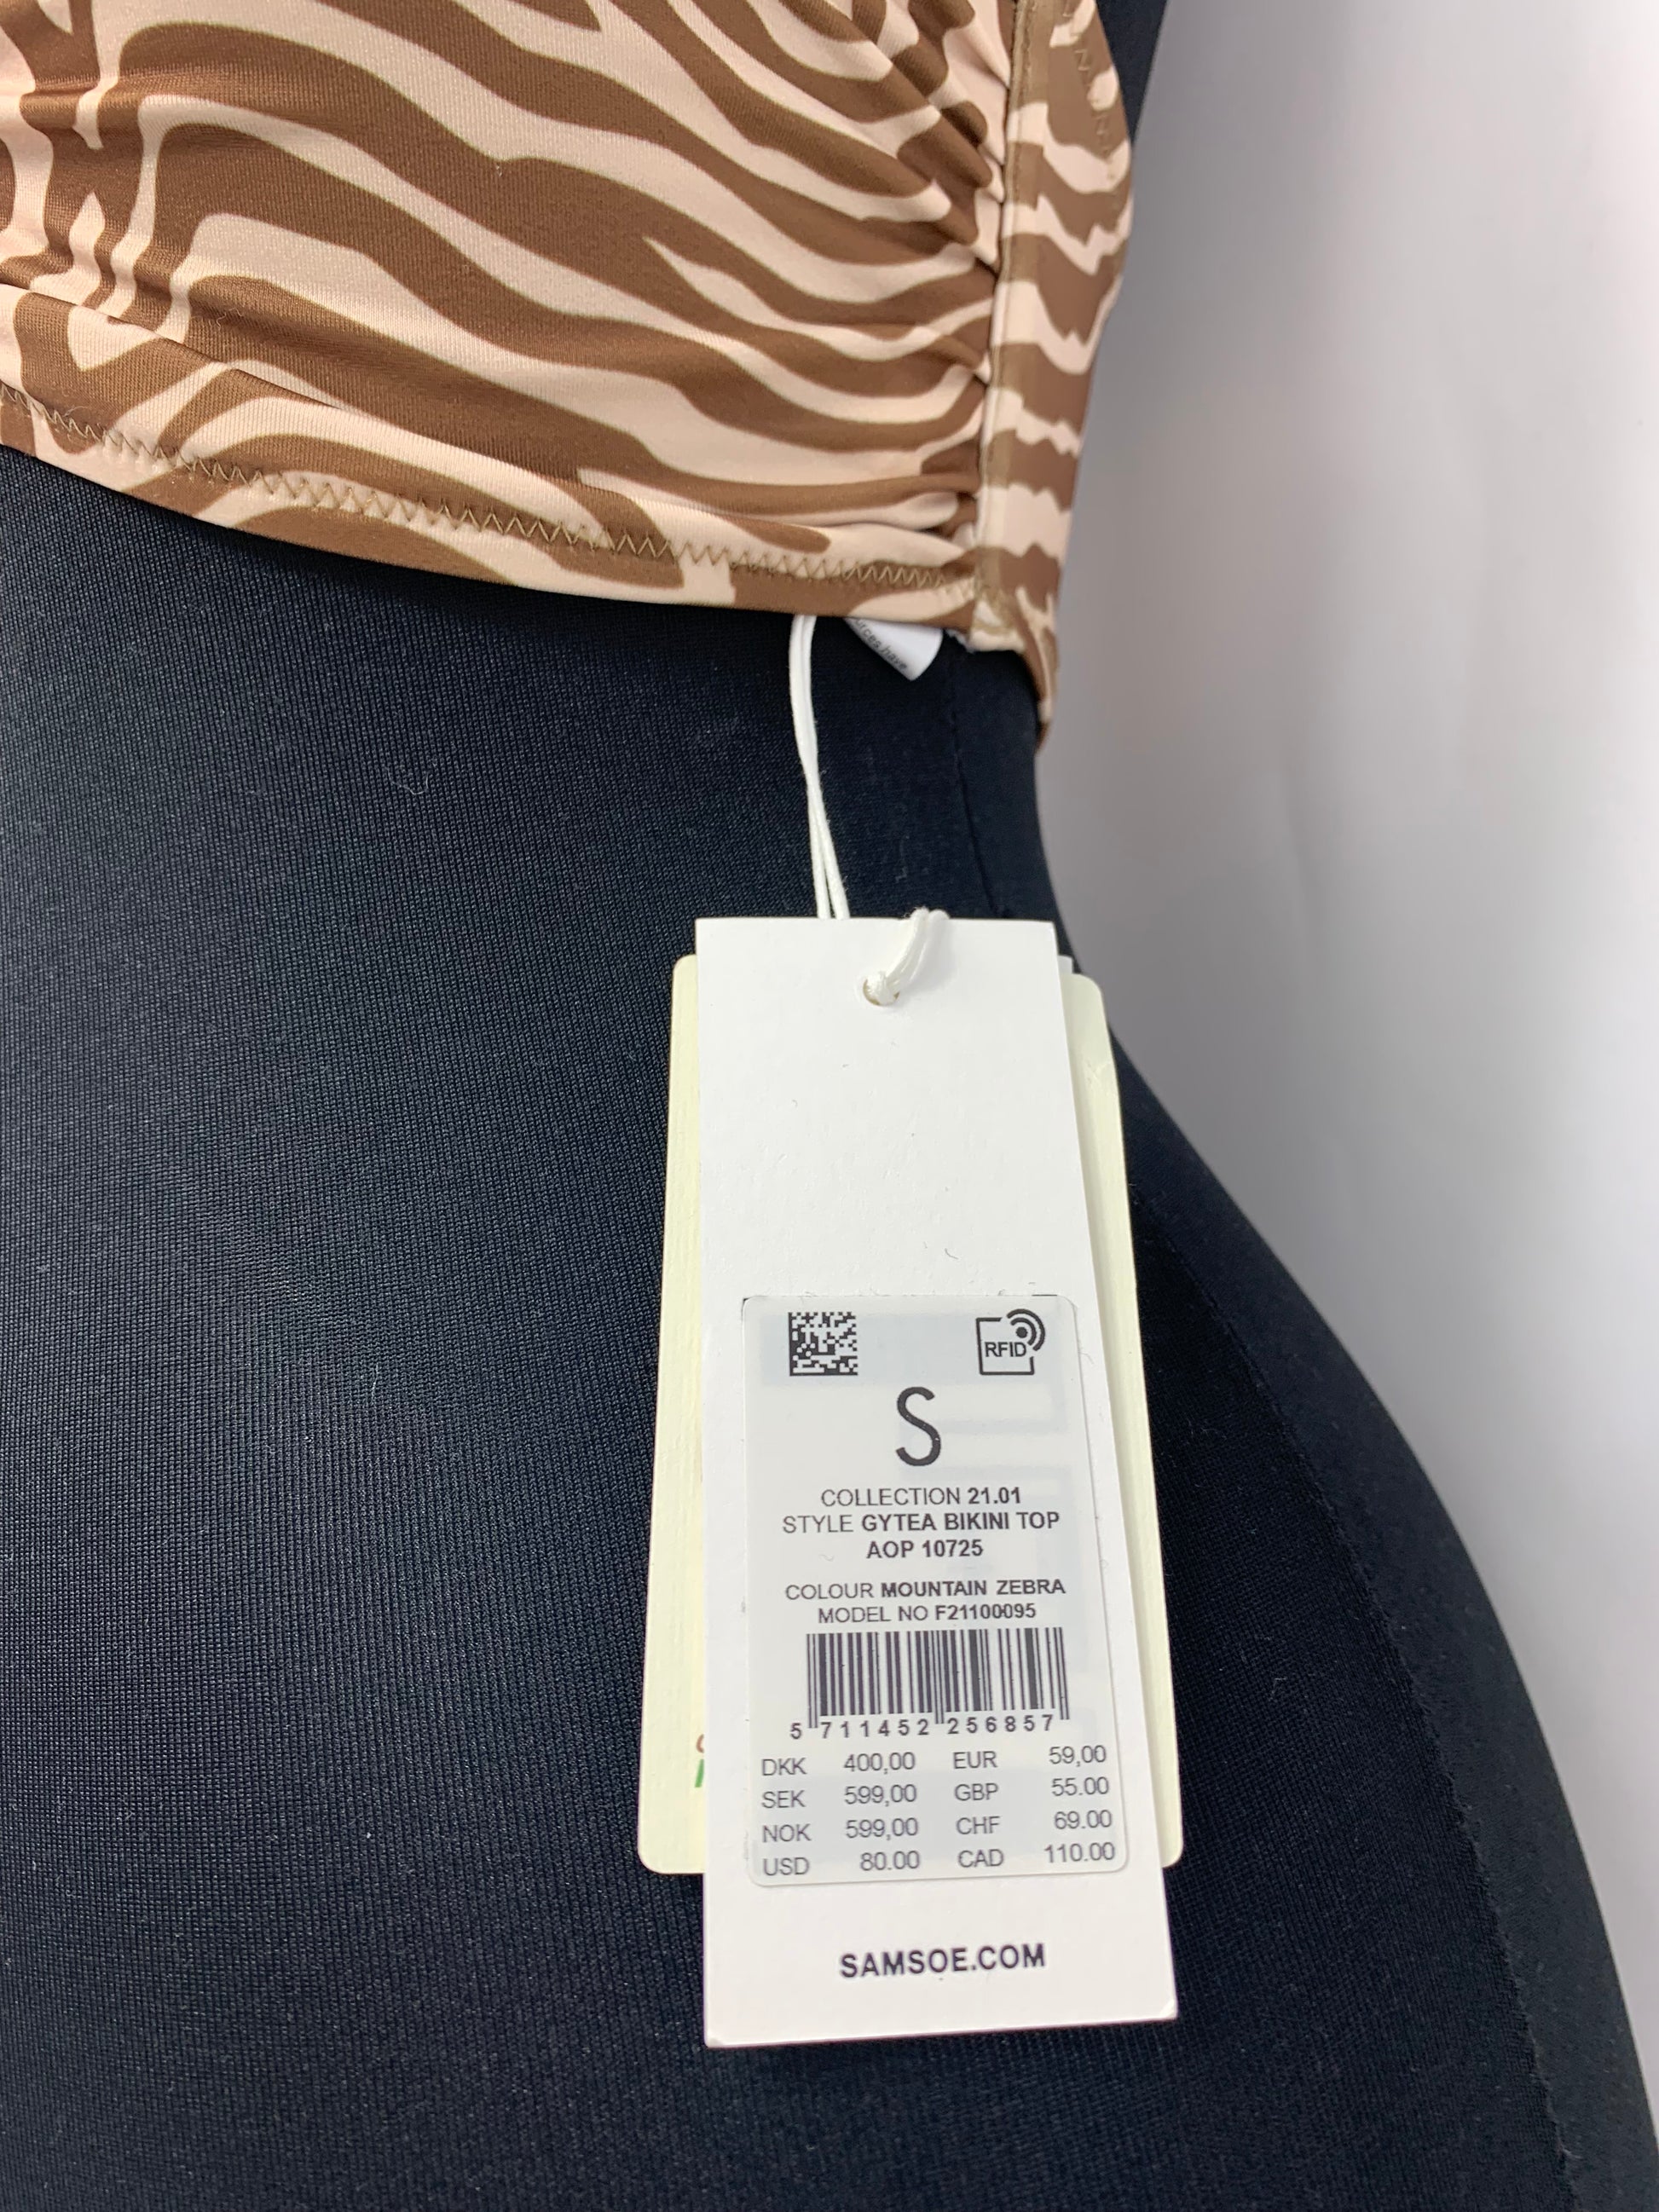 urces have
RFID
S
COLLECTION 21.01
STYLE GYTEA BIKINI TOP
AOP 10725
COLOUR MOUNTAIN ZEBRA
MODEL NO F21100095
5 711452 256857
DKK 400,00 EUR 59,00
SEK 599,00 GBP 55.00
NOK 599,00 CHF 69.00
USD 80.00 CAD 110.00
SAMSOE.COM